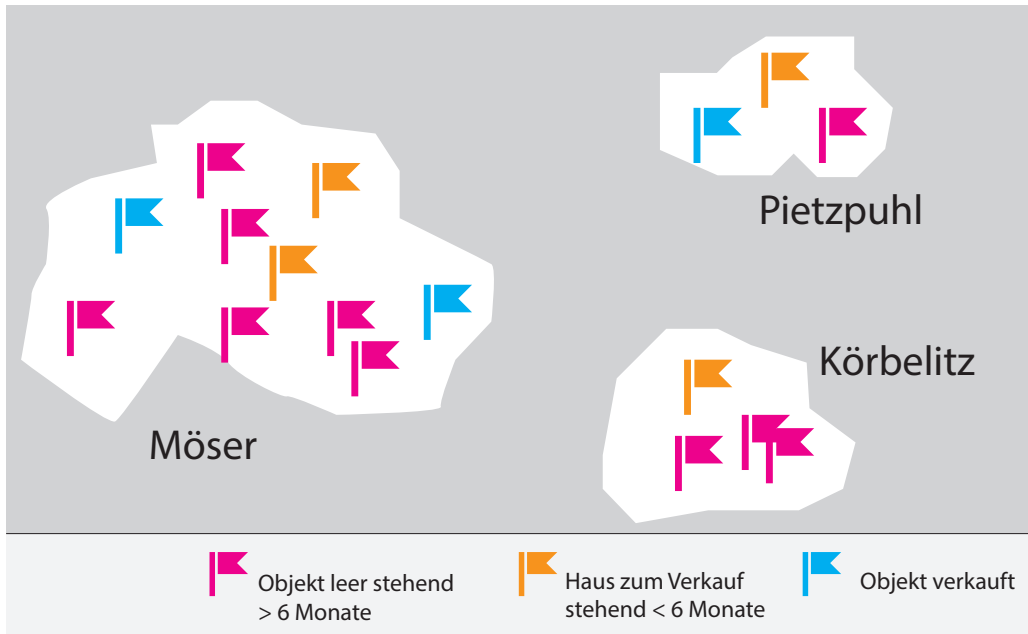 Pietzpuhl
Körbelitz
Möser
Objekt leer stehend
> 6 Monate
Haus zum Verkauf
stehend < 6 Monate
Objekt verkauft